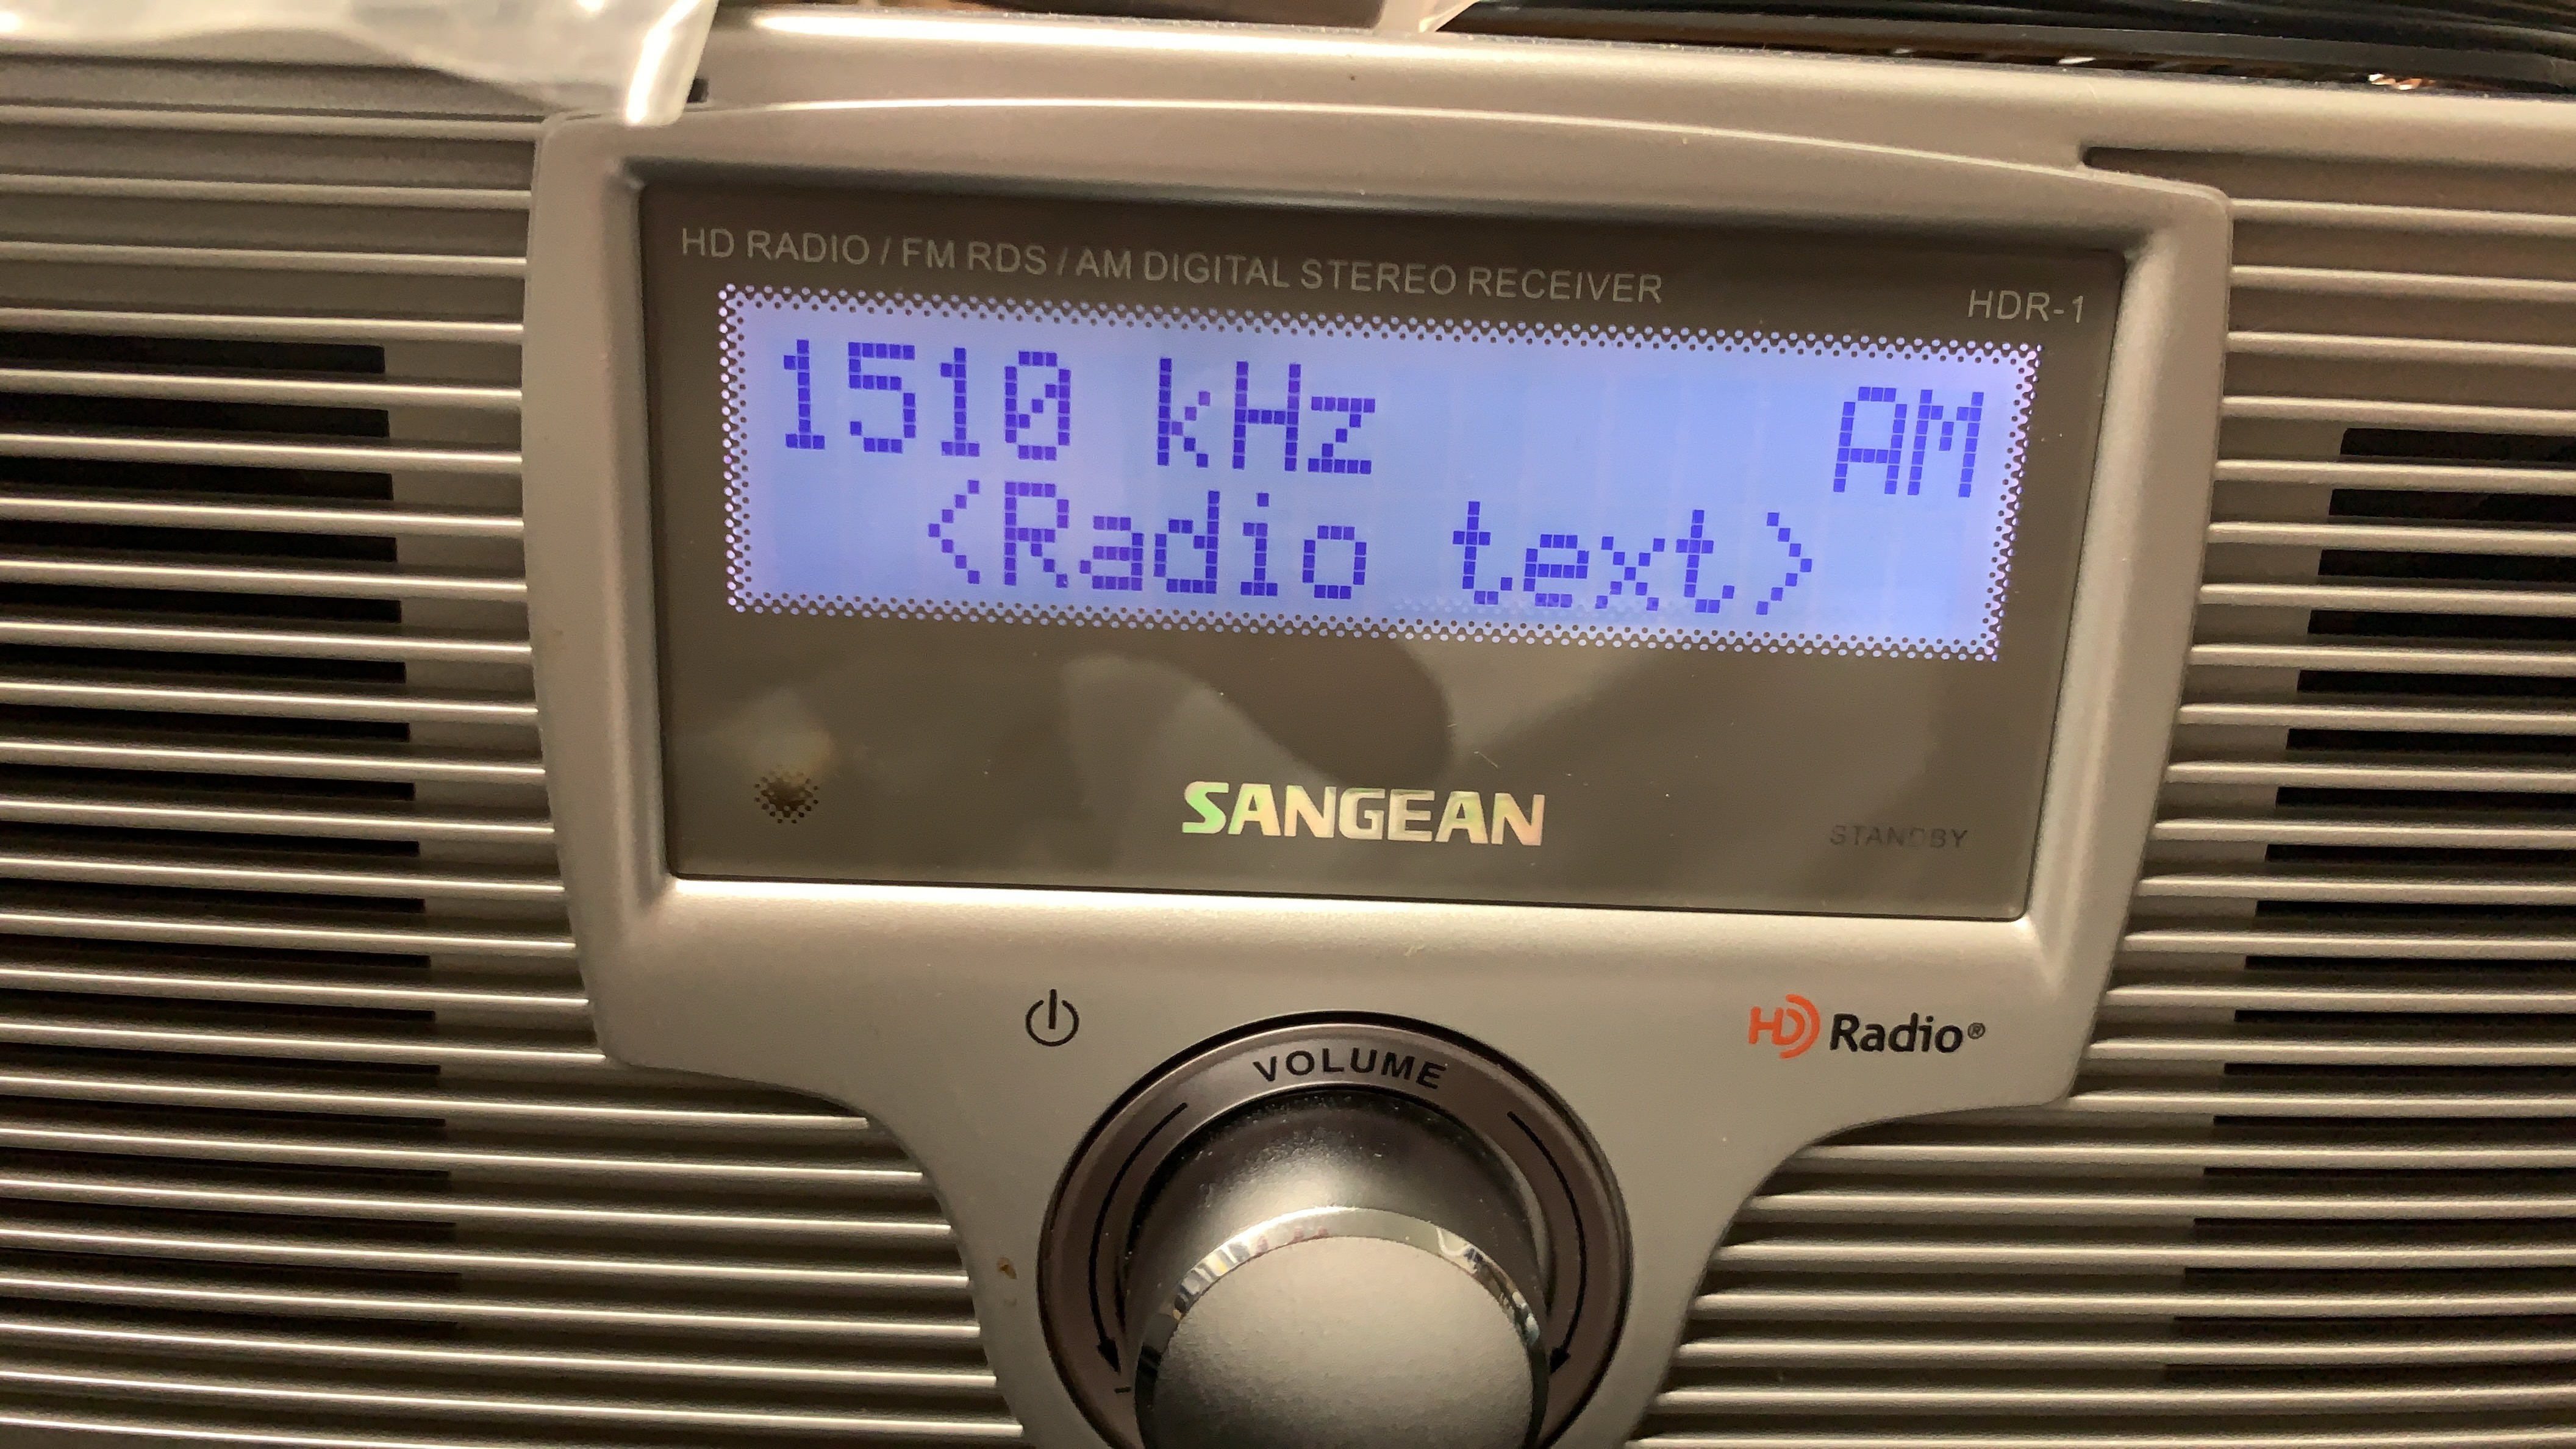 HD RADIO / FM RDS / AM DIGITAL STEREO RECEIVER
HDR-1
1510 kHz AM
<Radio text>
SANGEAN
STANDBY
HD Radio®
VOLUME